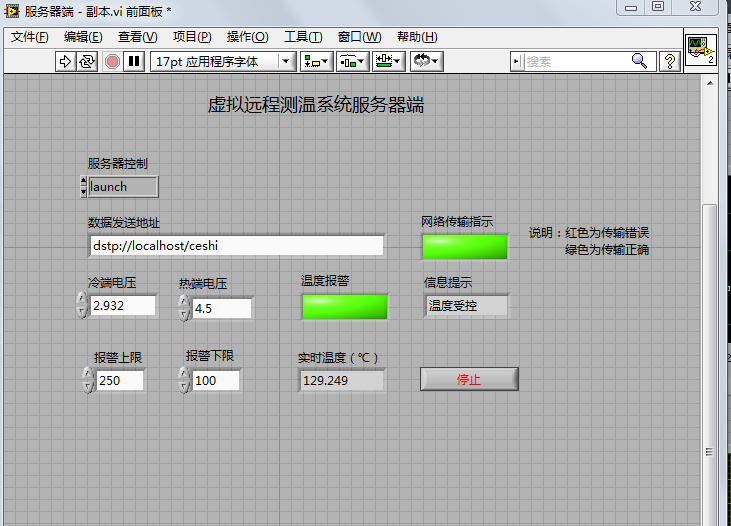 服务器端 - 副本.vi 前面板 *
文件(F) 编辑(E) 查看(V) 项目(P) 操作(O) 工具(T) 窗口(W) 帮助(H)
17pt 应用程序字体 搜索 ? 2
虚拟远程测温系统服务器端
服务器控制
launch
数据发送地址 网络传输指示
dstp://localhost/ceshi
说明：红色为传输错误
绿色为传输正确
冷端电压 热端电压 温度报警 信息提示
2.932 4.5 温度受控
报警上限 报警下限 实时温度（℃）
250 100 129.249 停止